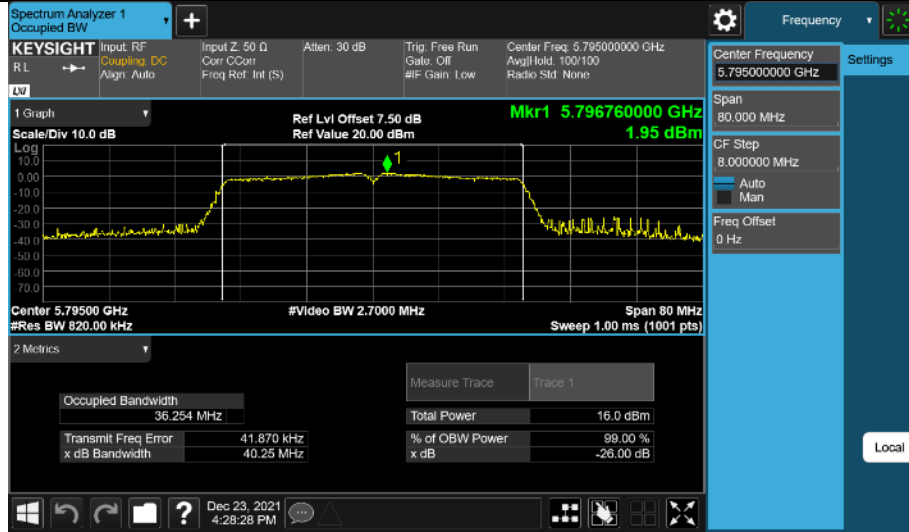 Spectrum Analyzer 1
Occupied BW
Frequency
KEYSIGHT
RL
LXI
Input: RF
Coupling: DC
Align: Auto
Input Z: 50 Ω
Corr CCorr
Freq Ref: Int (S)
Atten: 30 dB
Trig: Free Run
Gate: Off
#IF Gain: Low
Center Freq: 5.795000000 GHz
Avg|Hold: 100/100
Radio Std: None
Center Frequency
5.795000000 GHz
Settings
Span
80.000 MHz
CF Step
8.000000 MHz
Auto
Man
Freq Offset
0 Hz
Local
1 Graph
Scale/Div 10.0 dB
Ref Lvl Offset 7.50 dB
Ref Value 20.00 dBm
Mkr1 5.796760000 GHz
1.95 dBm
Log
10.0
0.00
-10.0
-20.0
-30.0
-40.0
-50.0
-60.0
-70.0
1
Center 5.79500 GHz
#Res BW 820.00 kHz
#Video BW 2.7000 MHz
Span 80 MHz
Sweep 1.00 ms (1001 pts)
2 Metrics
Measure Trace
Trace 1
Occupied Bandwidth
36.254 MHz
Total Power
16.0 dBm
Transmit Freq Error
41.870 kHz
% of OBW Power
99.00 %
x dB Bandwidth
40.25 MHz
x dB
-26.00 dB
?
Dec 23, 2021
4:28:28 PM